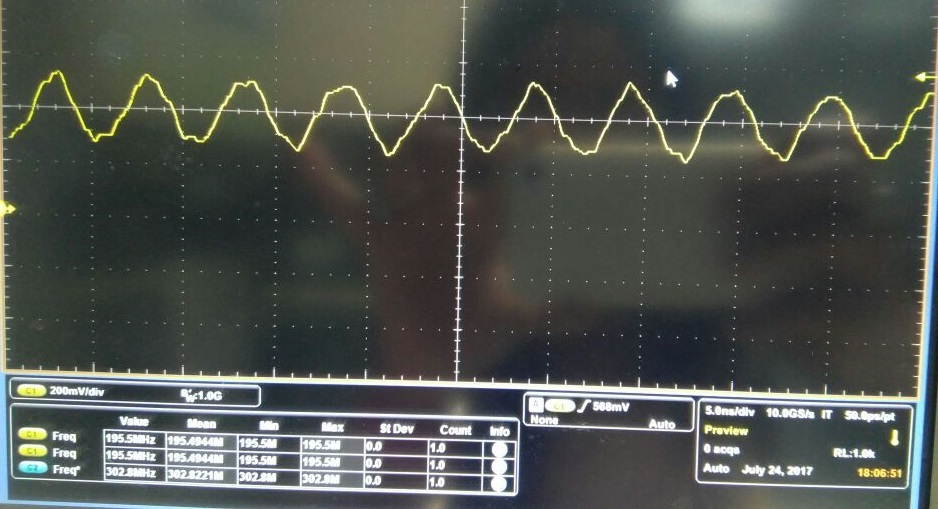 C1 200mV/div BW:1.0G
A C1 588mV
None Auto
5.0ns/div 10.0GS/s IT 50.0ps/pt
Preview
0 acqs RL:1.0k
Auto July 24, 2017 18:06:51
Value Mean Min Max St Dev Count Info
C1 Freq 195.5MHz 195.4944M 195.5M 195.5M 0.0 1.0
C1 Freq 195.5MHz 195.4944M 195.5M 195.5M 0.0 1.0
C2 Freq* 302.8MHz 302.8221M 302.8M 302.8M 0.0 1.0